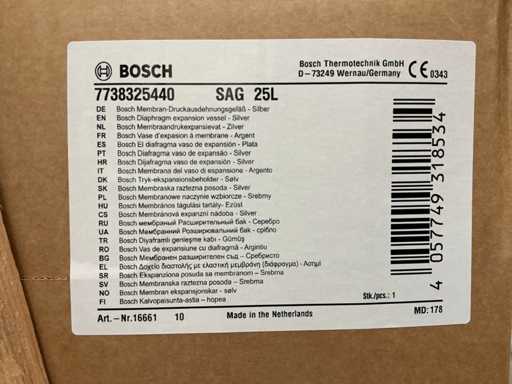 BOSCH
Bosch Thermotechnik GmbH
D-73249 Wernau/Germany
CE 0343
7738325440 SAG 25L
DE Bosch Membran-Druckausdehnungsgefäß - Silber
EN Bosch Diaphragm expansion vessel - Silver
NL Bosch Membraandrukexpansievat - Zilver
FR Bosch Vase d'expasion à membrane - Argent
ES Bosch El diafragma vaso de expansión - Plata
PT Bosch Diafragma vaso de expansão - Silver
HR Bosch Dijafragma vaso de expansão - Silver
IT Bosch Membran del vasi di espansione - Argento
DK Bosch Tryk-ekspansionsbeholder - Sølv
SK Bosch Membraska raztezna posoda - Silver
PL Bosch Membranowe naczynie wzbiorcze - Srebrny
HU Bosch Membrános tágulási tartály- Ezüst
CS Bosch Membránová expanzní nádoba - Silver
RU Bosch мембранный Расширительный бак - Серебро
UA Bosch Мембранний Розширювальний бак - срібло
TR Bosch Diyaframlı genleşme kabı - Gümüş
RO Bosch Vas de expansiune cu diafragmă - Argintiu
BG Bosch Мембранен разширителен съд - Сребристо
EL Bosch Δοχείο διαστολής με ελαστική μεμβράνη (διάφραγμα) - Ασημί
SR Bosch Ekspanziona posuda sa membranom - Srebrna
SV Bosch Membranska raztezna posoda - Srebrna
NO Bosch Membran ekspansjonskar - sølv
FI Bosch Kalvopaisunta-astia - hopea
Stk./pcs.: 1
Art.-Nr.16661 10 Made in the Netherlands MD: 178
4 057749 318534